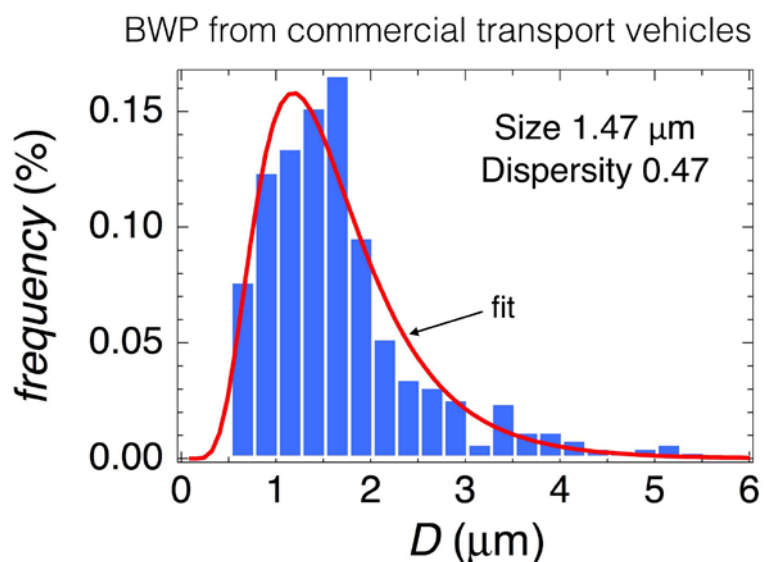 BWP from commercial transport vehicles
Size 1.47 μm
Dispersity 0.47
fit
frequency (%)
0.15
0.10
0.05
0.00
0 1 2 3 4 5 6
D (μm)